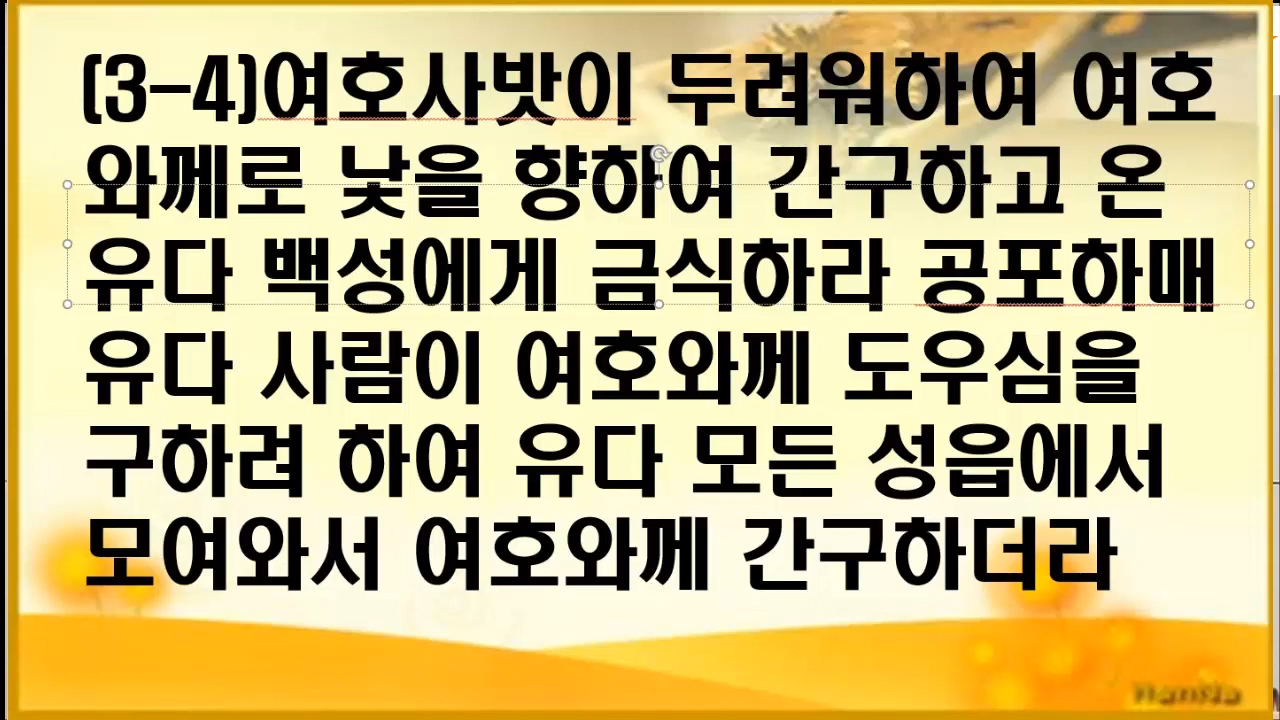 (3-4)여호사밧이 두려워하여 여호
와께로 낯을 향하여 간구하고 온
유다 백성에게 금식하라 공포하매
유다 사람이 여호와께 도우심을
구하려 하여 유다 모든 성읍에서
모여와서 여호와께 간구하더라